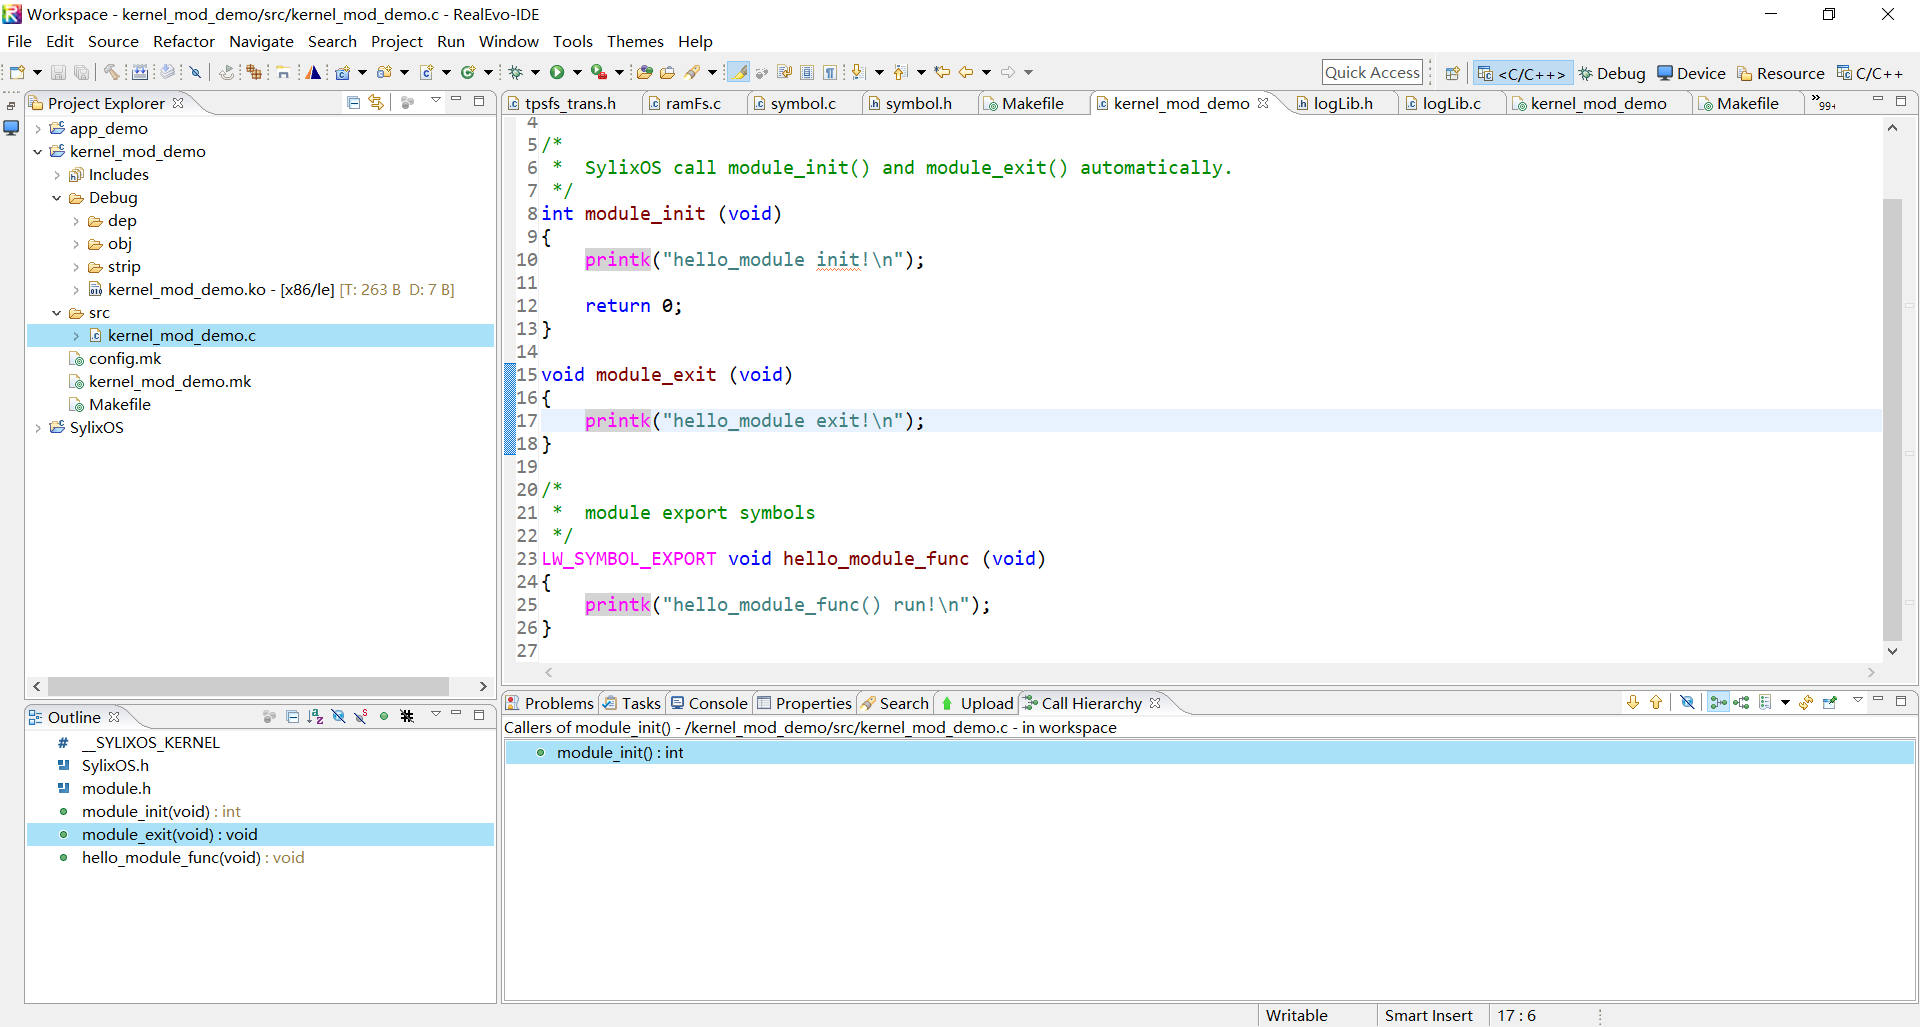 Workspace - kernel_mod_demo/src/kernel_mod_demo.c - RealEvo-IDE
File Edit Source Refactor Navigate Search Project Run Window Tools Themes Help
Quick Access <C/C++> Debug Device Resource C/C++
Project Explorer
app_demo
kernel_mod_demo
Includes
Debug
dep
obj
strip
kernel_mod_demo.ko - [x86/le] [T: 263 B D: 7 B]
src
kernel_mod_demo.c
config.mk
kernel_mod_demo.mk
Makefile
SylixOS
tpsfs_trans.h ramFs.c symbol.c symbol.h Makefile kernel_mod_demo logLib.h logLib.c kernel_mod_demo Makefile 99+
4
5 /*
6  *  SylixOS call module_init() and module_exit() automatically.
7  */
8 int module_init (void)
9 {
10     printk("hello_module init!\n");
11
12     return 0;
13 }
14
15 void module_exit (void)
16 {
17     printk("hello_module exit!\n");
18 }
19
20 /*
21  *  module export symbols
22  */
23 LW_SYMBOL_EXPORT void hello_module_func (void)
24 {
25     printk("hello_module_func() run!\n");
26 }
27
Outline
# __SYLIXOS_KERNEL
SylixOS.h
module.h
module_init(void) : int
module_exit(void) : void
hello_module_func(void) : void
Problems Tasks Console Properties Search Upload Call Hierarchy
Callers of module_init() - /kernel_mod_demo/src/kernel_mod_demo.c - in workspace
module_init() : int
Writable Smart Insert 17 : 6